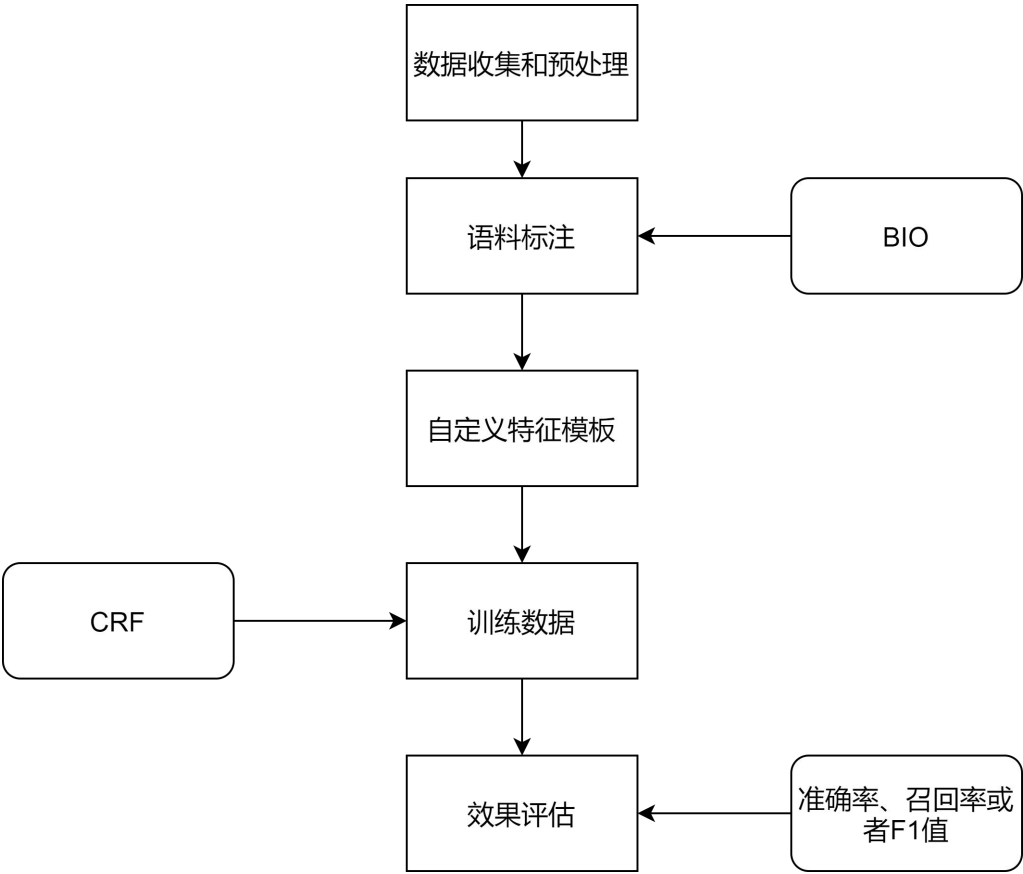 数据收集和预处理
语料标注
BIO
自定义特征模板
CRF
训练数据
效果评估
准确率、召回率或
者F1值